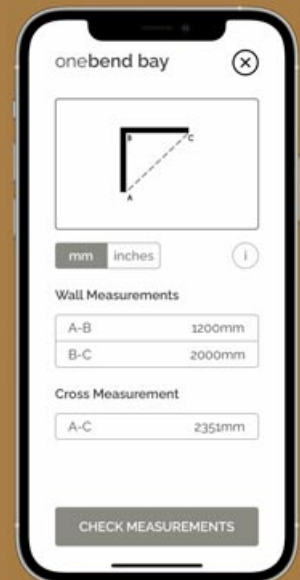 onebend bay
B
C
A
mm inches i
Wall Measurements
A-B 1200mm
B-C 2000mm
Cross Measurement
A-C 2351mm
CHECK MEASUREMENTS